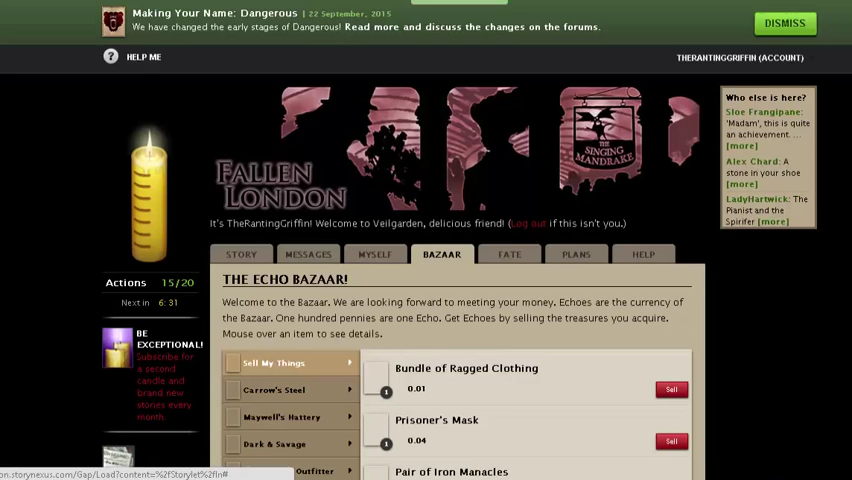 Making Your Name: Dangerous | 22 September, 2015
We have changed the early stages of Dangerous! Read more and discuss the changes on the forums.
DISMISS
? HELP ME
THERANTINGGRIFFIN (ACCOUNT)
THE
SINGING
MANDRAKE
FALLEN
LONDON
It's TheRantingGriffin! Welcome to Veilgarden, delicious friend! (Log out if this isn't you.)
Who else is here?
Sloe Frangipane:
'Madam', this is quite
an achievement. ...
[more]
Alex Chard: A
stone in your shoe
[more]
LadyHartwick: The
Pianist and the
Spirifer [more]
STORY
MESSAGES
MYSELF
BAZAAR
FATE
PLANS
HELP
Actions 15/20
Next in 6: 31
BE
EXCEPTIONAL!
Subscribe for
a second
candle and
brand new
stories every
month.
THE ECHO BAZAAR!
Welcome to the Bazaar. We are looking forward to meeting your money. Echoes are the currency of
the Bazaar. One hundred pennies are one Echo. Get Echoes by selling the treasures you acquire.
Mouse over an item to see details.
Sell My Things
Carrow's Steel
Maywell's Hattery
Dark & Savage
Outfitter
Bundle of Ragged Clothing
1
0.01
Sell
Prisoner's Mask
1
0.04
Sell
Pair of Iron Manacles
on.storynexus.com/Gap/Load?content=%2fStorylet%2fIn#